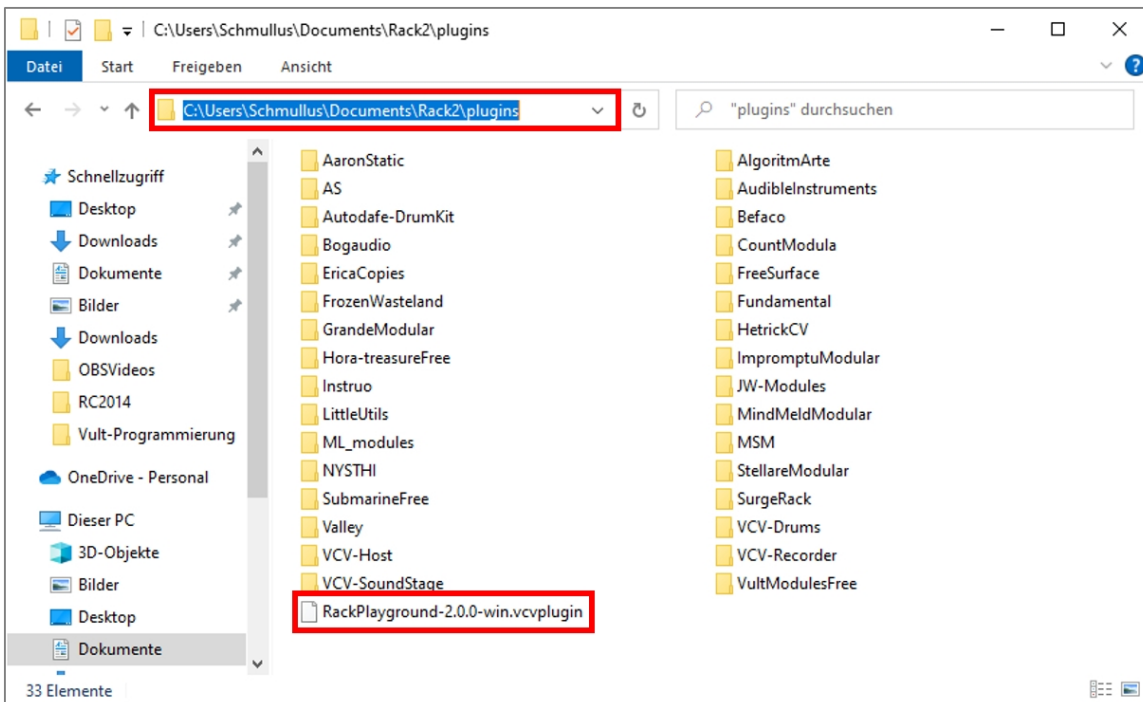 C:\Users\Schmullus\Documents\Rack2\plugins
Datei Start Freigeben Ansicht
C:\Users\Schmullus\Documents\Rack2\plugins "plugins" durchsuchen
Schnellzugriff
Desktop
Downloads
Dokumente
Bilder
Downloads
OBSVideos
RC2014
Vult-Programmierung
OneDrive - Personal
Dieser PC
3D-Objekte
Bilder
Desktop
Dokumente
AaronStatic AlgoritmArte
AS AudibleInstruments
Autodafe-DrumKit Befaco
Bogaudio CountModula
EricaCopies FreeSurface
FrozenWasteland Fundamental
GrandeModular HetrickCV
Hora-treasureFree ImpromptuModular
Instruo JW-Modules
LittleUtils MindMeldModular
ML_modules MSM
NYSTHI StellareModular
SubmarineFree SurgeRack
Valley VCV-Drums
VCV-Host VCV-Recorder
VCV-SoundStage VultModulesFree
RackPlayground-2.0.0-win.vcvplugin
33 Elemente